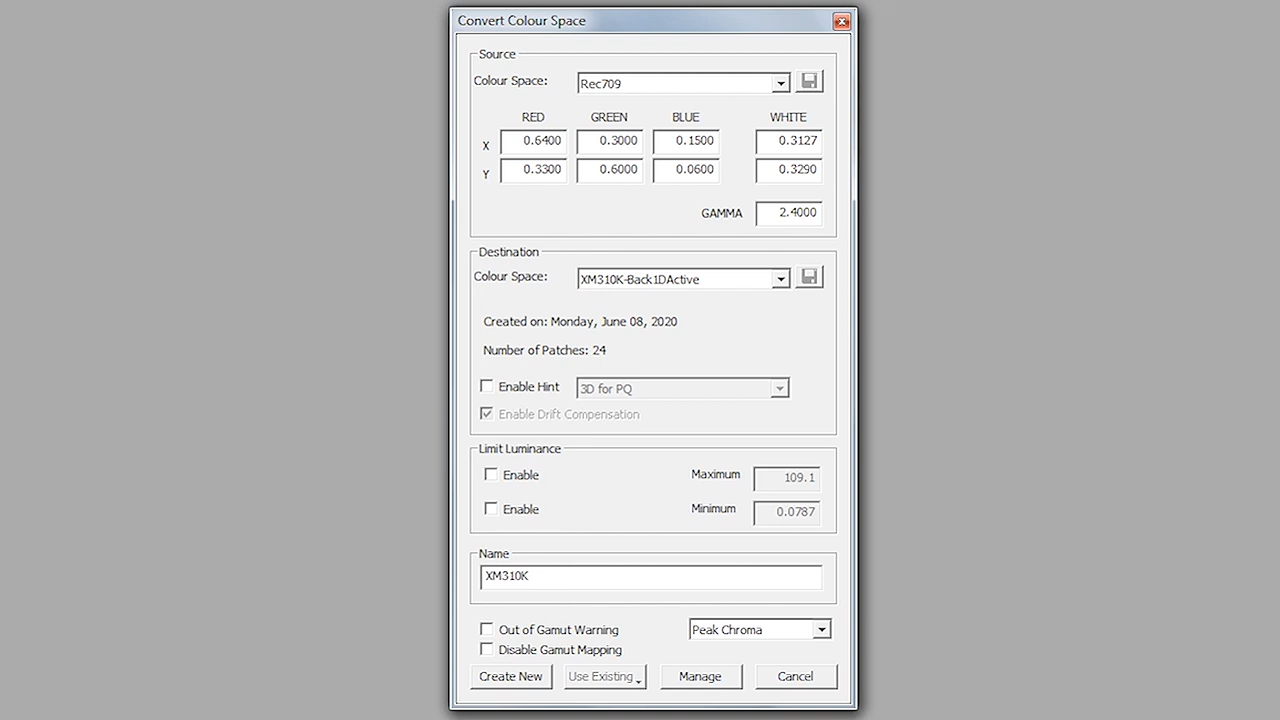 Convert Colour Space
Source
Colour Space: Rec709
RED GREEN BLUE WHITE
X 0.6400 0.3000 0.1500 0.3127
Y 0.3300 0.6000 0.0600 0.3290
GAMMA 2.4000
Destination
Colour Space: XM310K-Back1DActive
Created on: Monday, June 08, 2020
Number of Patches: 24
Enable Hint 3D for PQ
Enable Drift Compensation
Limit Luminance
Enable Maximum 109.1
Enable Minimum 0.0787
Name
XM310K
Out of Gamut Warning Peak Chroma
Disable Gamut Mapping
Create New Use Existing Manage Cancel